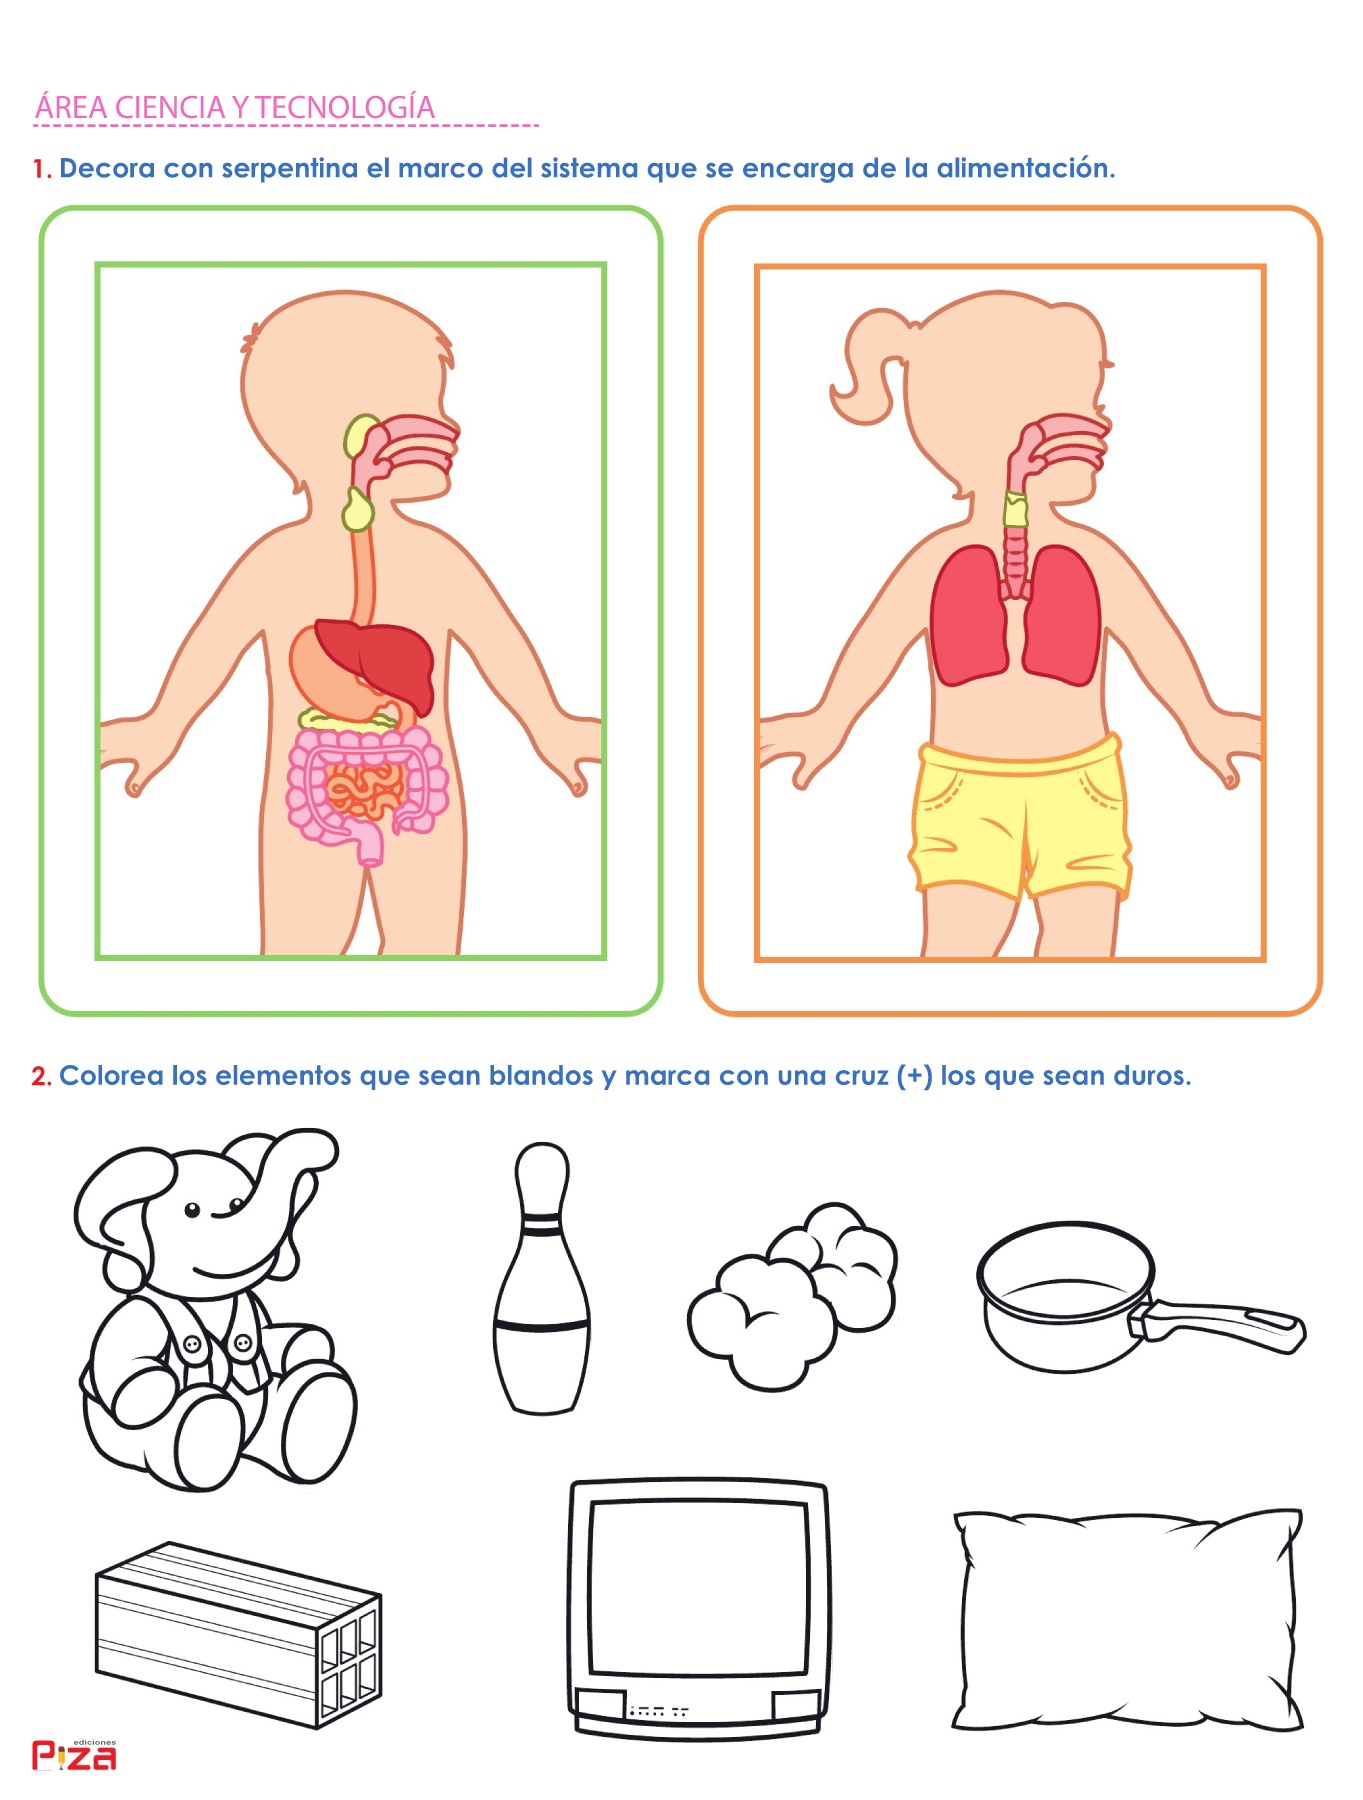 ÁREA CIENCIA Y TECNOLOGÍA
1. Decora con serpentina el marco del sistema que se encarga de la alimentación.
2. Colorea los elementos que sean blandos y marca con una cruz (+) los que sean duros.
ediciones
Piza